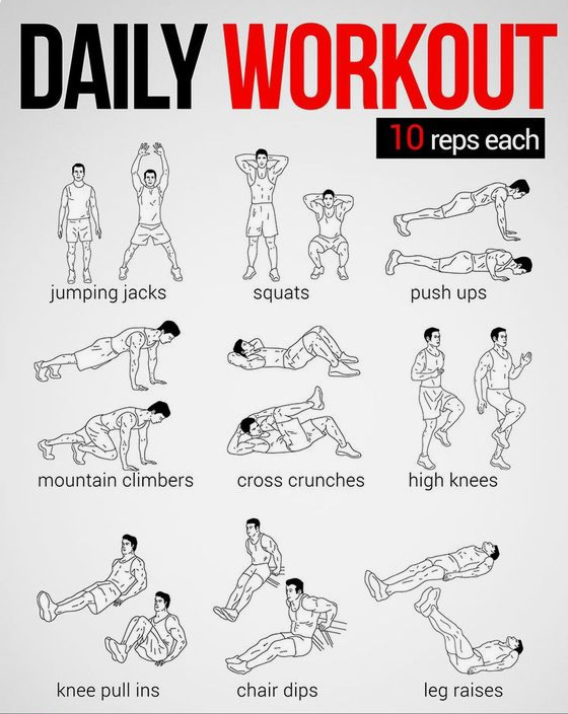 DAILY WORKOUT
10 reps each
jumping jacks squats push ups
mountain climbers cross crunches high knees
knee pull ins chair dips leg raises